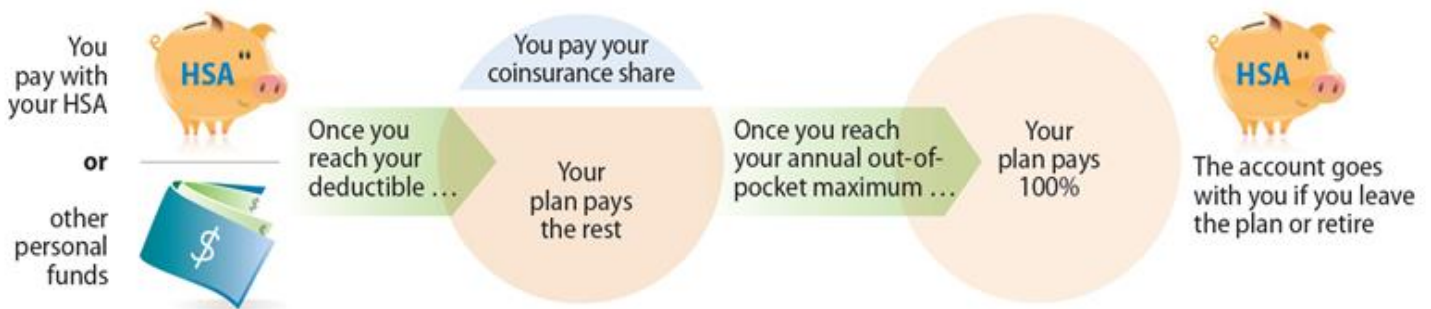 You
pay with
your HSA
HSA
or
other
personal
funds
$
$
Once you
reach your
deductible …
You pay your
coinsurance share
Your
plan pays
the rest
Once you reach
your annual out-of-
pocket maximum …
Your
plan pays
100%
HSA
The account goes
with you if you leave
the plan or retire